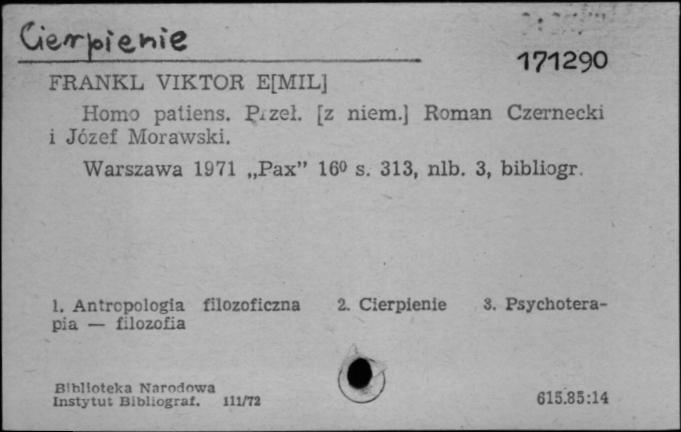 Cierpienie
171290
FRANKL VIKTOR E[MIL]
Homo patiens. Przeł. [z niem.] Roman Czernecki
i Józef Morawski.
Warszawa 1971 „Pax” 16⁰ s. 313, nlb. 3, bibliogr.
1. Antropologia filozoficzna 2. Cierpienie 3. Psychotera-
pia — filozofia
Biblioteka Narodowa
Instytut Bibliograf. 111/72
615.85:14